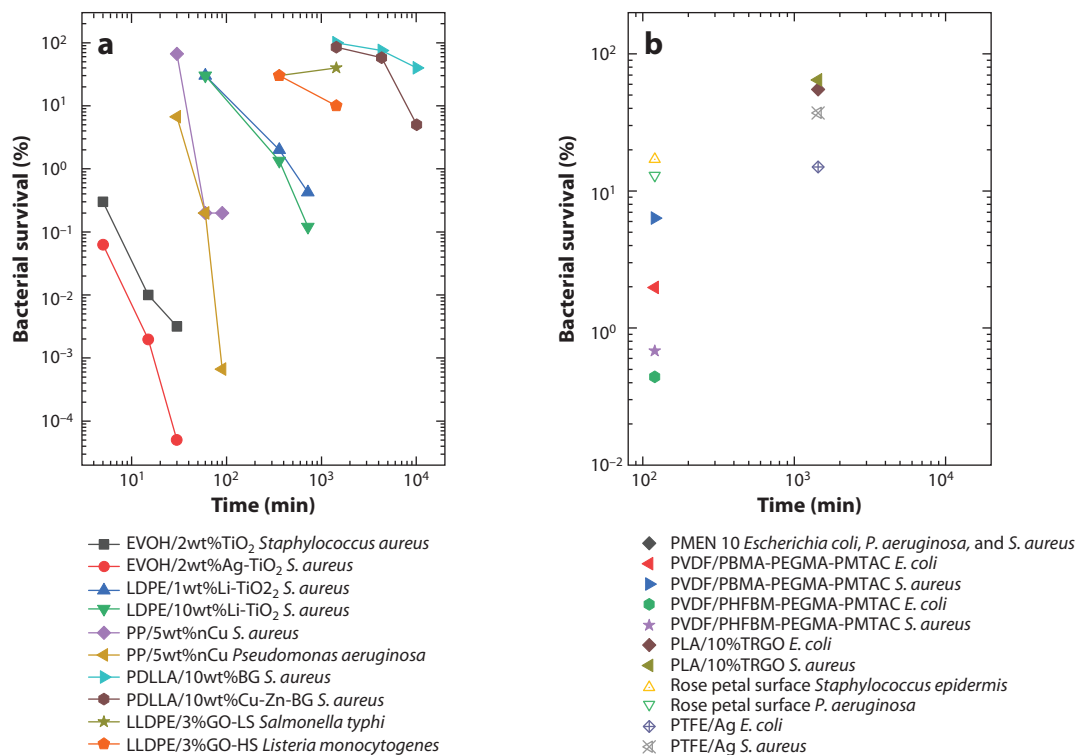 a
10²
10¹
10⁰
10⁻¹
10⁻²
10⁻³
10⁻⁴
Bacterial survival (%)
10¹ 10² 10³ 10⁴
Time (min)
EVOH/2wt%TiO₂ Staphylococcus aureus
EVOH/2wt%Ag-TiO₂ S. aureus
LDPE/1wt%Li-TiO2₂ S. aureus
LDPE/10wt%Li-TiO₂ S. aureus
PP/5wt%nCu S. aureus
PP/5wt%nCu Pseudomonas aeruginosa
PDLLA/10wt%BG S. aureus
PDLLA/10wt%Cu-Zn-BG S. aureus
LLDPE/3%GO-LS Salmonella typhi
LLDPE/3%GO-HS Listeria monocytogenes
b
10²
10¹
10⁰
10⁻²
Bacterial survival (%)
10² 10³ 10⁴
Time (min)
PMEN 10 Escherichia coli, P. aeruginosa, and S. aureus
PVDF/PBMA-PEGMA-PMTAC E. coli
PVDF/PBMA-PEGMA-PMTAC S. aureus
PVDF/PHFBM-PEGMA-PMTAC E. coli
PVDF/PHFBM-PEGMA-PMTAC S. aureus
PLA/10%TRGO E. coli
PLA/10%TRGO S. aureus
Rose petal surface Staphylococcus epidermis
Rose petal surface P. aeruginosa
PTFE/Ag E. coli
PTFE/Ag S. aureus